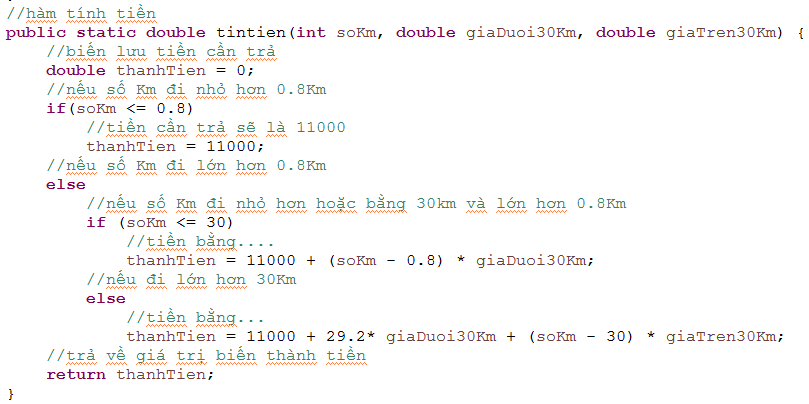 //hàm tính tiền
public static double tintien(int soKm, double giaDuoi30Km, double giaTren30Km) {
//biến lưu tiền cần trả
double thanhTien = 0;
//nếu số Km đi nhỏ hơn 0.8Km
if(soKm <= 0.8)
//tiền cần trả sẽ là 11000
thanhTien = 11000;
//nếu số Km đi lớn hơn 0.8Km
else
//nếu số Km đi nhỏ hơn hoặc bằng 30km và lớn hơn 0.8Km
if (soKm <= 30)
//tiền bằng....
thanhTien = 11000 + (soKm - 0.8) * giaDuoi30Km;
//nếu đi lớn hơn 30Km
else
//tiền bằng...
thanhTien = 11000 + 29.2* giaDuoi30Km + (soKm - 30) * giaTren30Km;
//trả về giá trị biến thành tiền
return thanhTien;
}